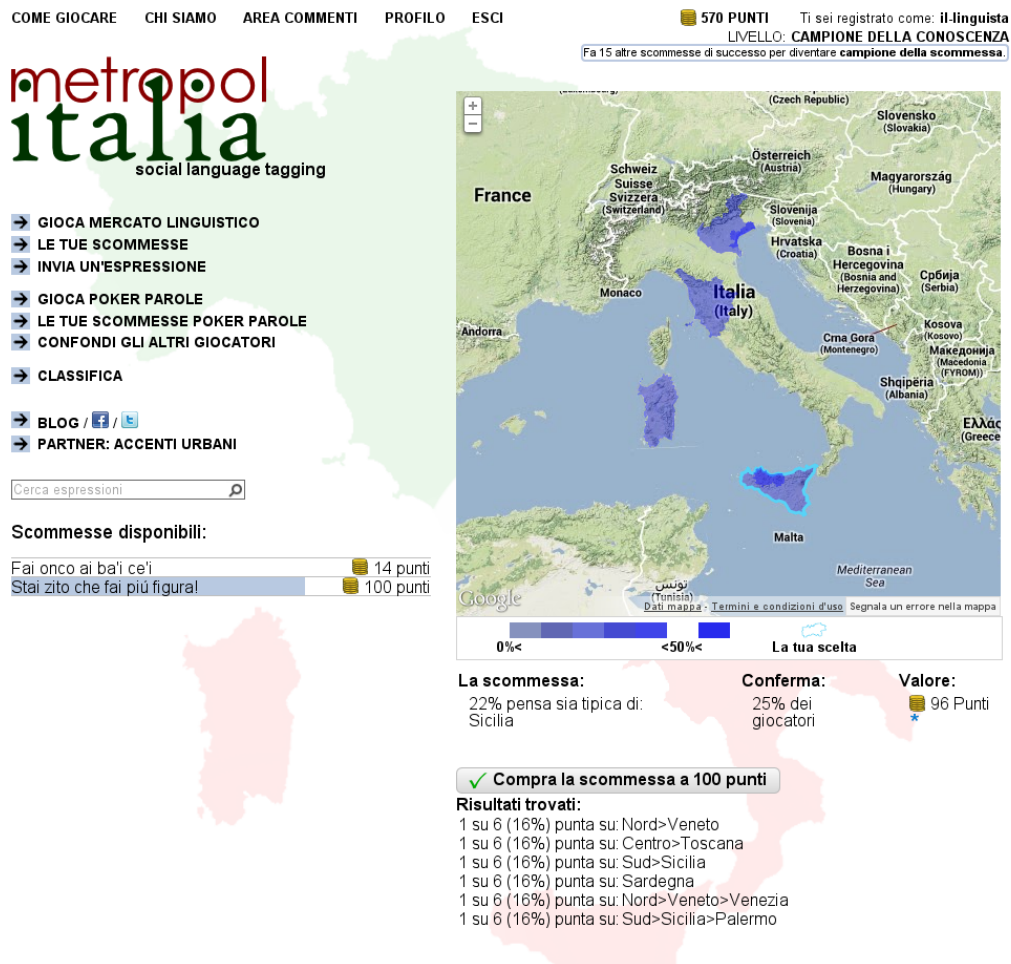 COME GIOCARE CHI SIAMO AREA COMMENTI PROFILO ESCI
570 PUNTI Ti sei registrato come: il-linguista
LIVELLO: CAMPIONE DELLA CONOSCENZA
Fa 15 altre scommesse di successo per diventare campione della scommessa.
metropol
italia
social language tagging
GIOCA MERCATO LINGUISTICO
LE TUE SCOMMESSE
INVIA UN'ESPRESSIONE
GIOCA POKER PAROLE
LE TUE SCOMMESSE POKER PAROLE
CONFONDI GLI ALTRI GIOCATORI
CLASSIFICA
BLOG / f / t
PARTNER: ACCENTI URBANI
Cerca espressioni
Scommesse disponibili:
Fai onco ai ba'i ce'i 14 punti
Stai zito che fai piú figura! 100 punti
+
−
(Czech Republic)
Slovensko
(Slovakia)
Österreich
(Austria)
Schweiz
Suisse
Svizzera
(Switzerland)
Magyarország
(Hungary)
France
Slovenija
(Slovenia)
Hrvatska
(Croatia)
Bosna i
Hercegovina
(Bosnia and
Herzegovina)
Србија
(Serbia)
Monaco
Italia
(Italy)
Andorra
Crna Gora
(Montenegro)
Kosova
(Kosovo)
Македонија
(Macedonia
(FYROM))
Shqipëria
(Albania)
Ελλάς
(Greece
Malta
Mediterranean
Sea
تونس
(Tunisia)
Google
Dati mappa - Termini e condizioni d'uso Segnala un errore nella mappa
0%< <50%< La tua scelta
La scommessa: Conferma: Valore:
22% pensa sia tipica di: 25% dei 96 Punti
Sicilia giocatori *
Compra la scommessa a 100 punti
Risultati trovati:
1 su 6 (16%) punta su: Nord>Veneto
1 su 6 (16%) punta su: Centro>Toscana
1 su 6 (16%) punta su: Sud>Sicilia
1 su 6 (16%) punta su: Sardegna
1 su 6 (16%) punta su: Nord>Veneto>Venezia
1 su 6 (16%) punta su: Sud>Sicilia>Palermo